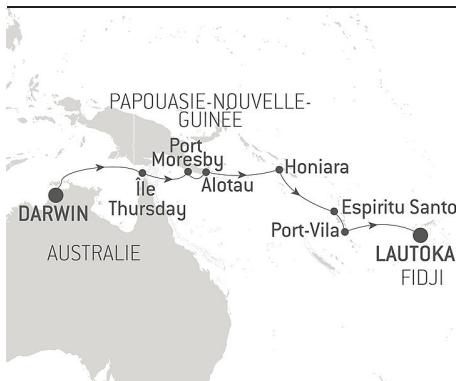 PAPOUASIE-NOUVELLE-
GUINÉE
Port
Moresby
Alotau
Honiara
Île
Thursday
DARWIN
Espiritu Santo
Port-Vila
AUSTRALIE
LAUTOKA
FIDJI